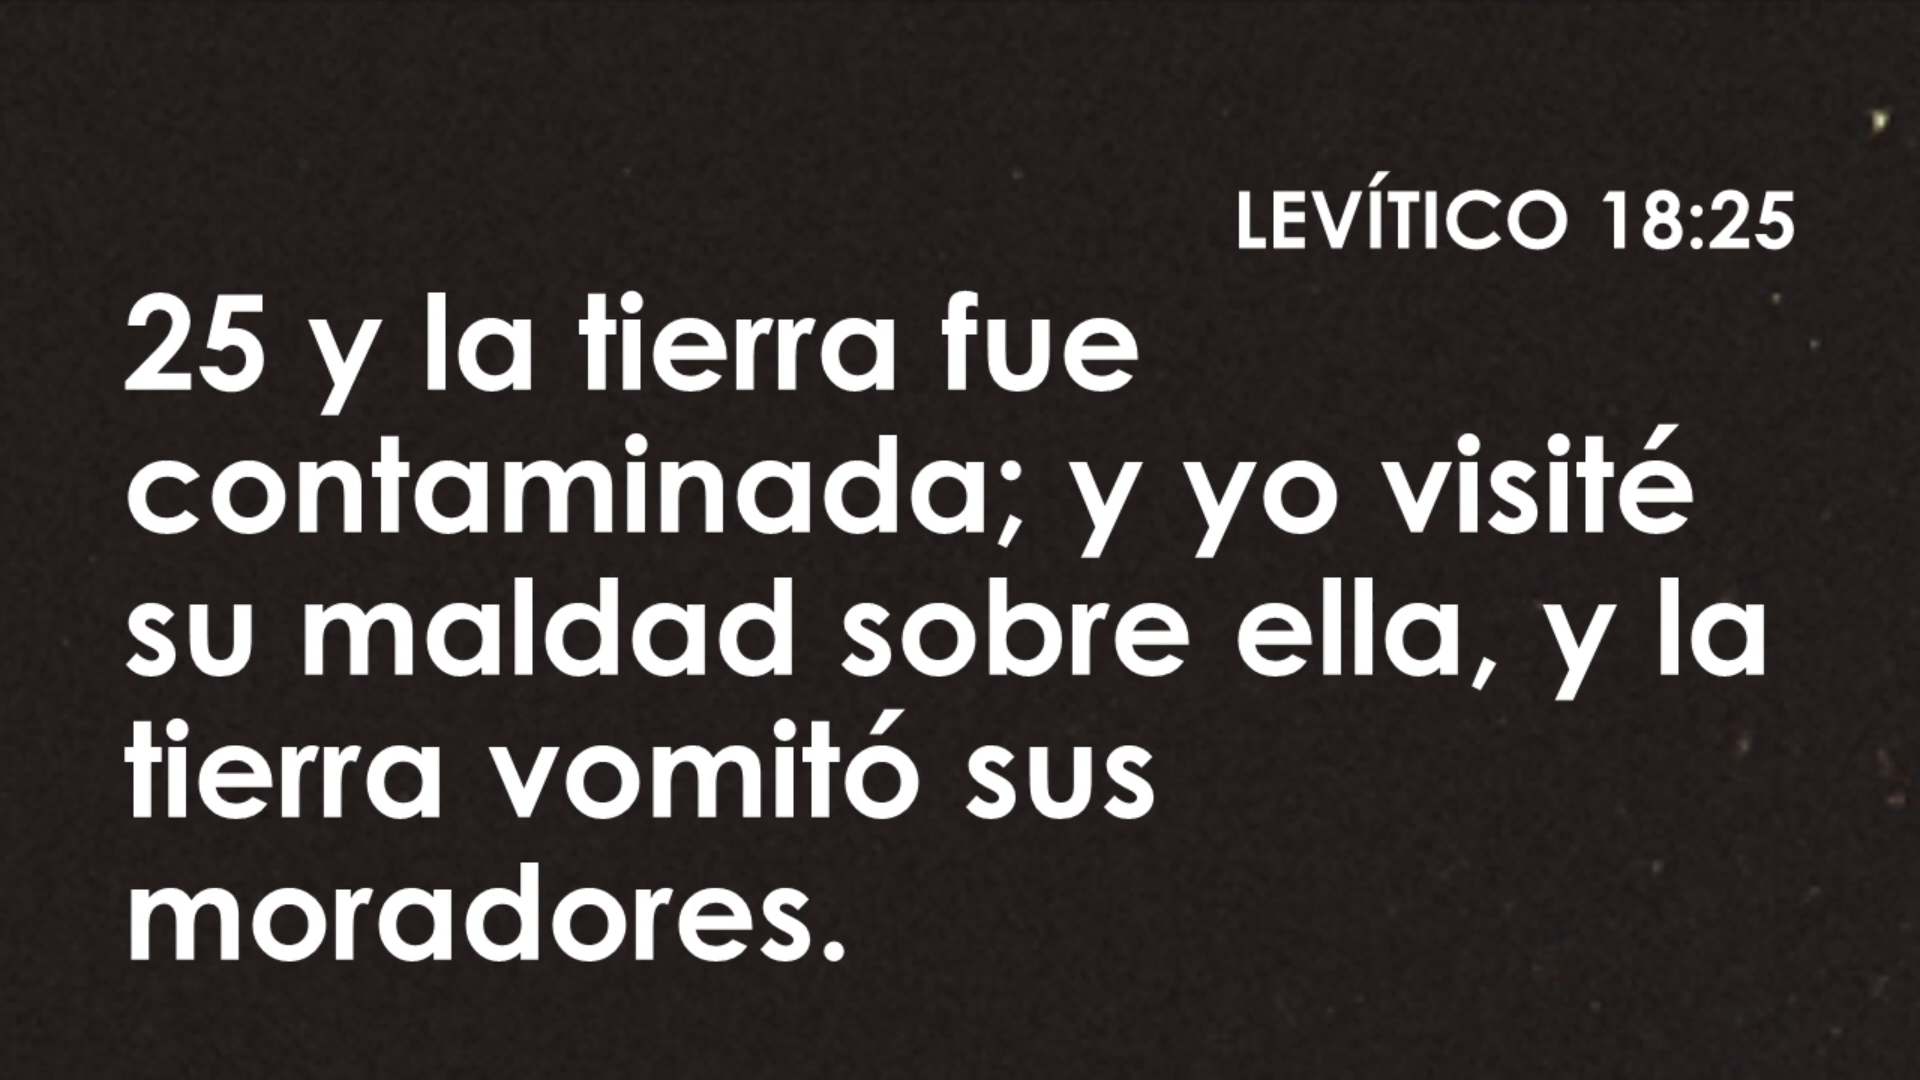 LEVÍTICO 18:25
25 y la tierra fue
contaminada; y yo visité
su maldad sobre ella, y la
tierra vomitó sus
moradores.